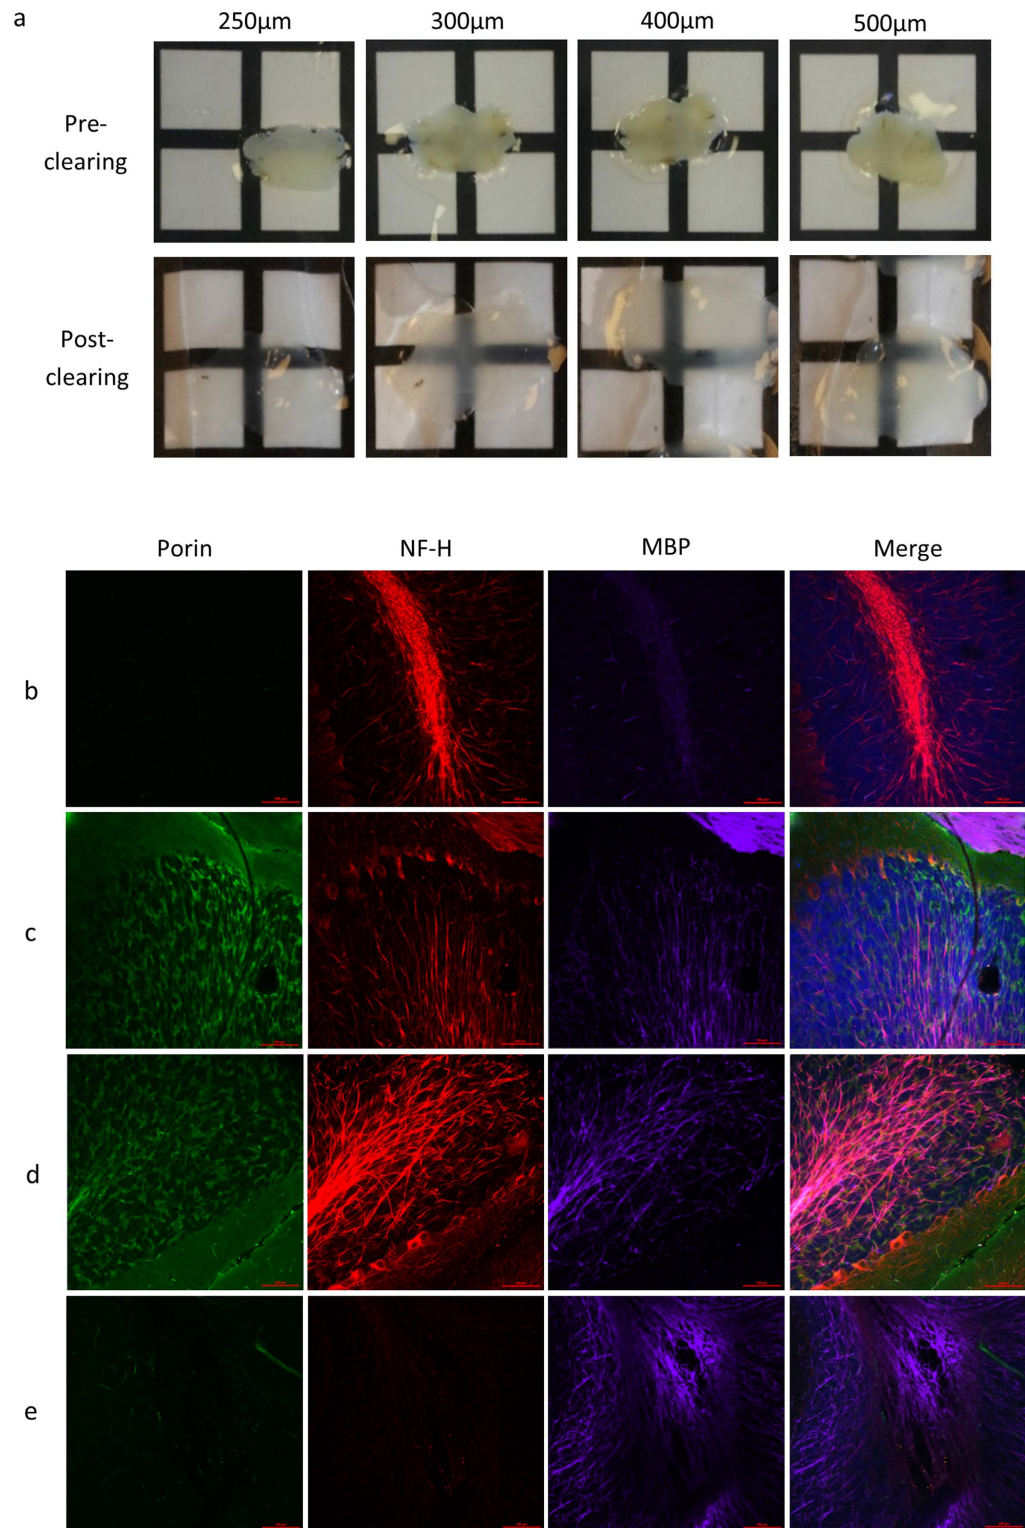 a
250µm 300µm 400µm 500µm
Pre-
clearing
Post-
clearing
Porin NF-H MBP Merge
b
c
d
e